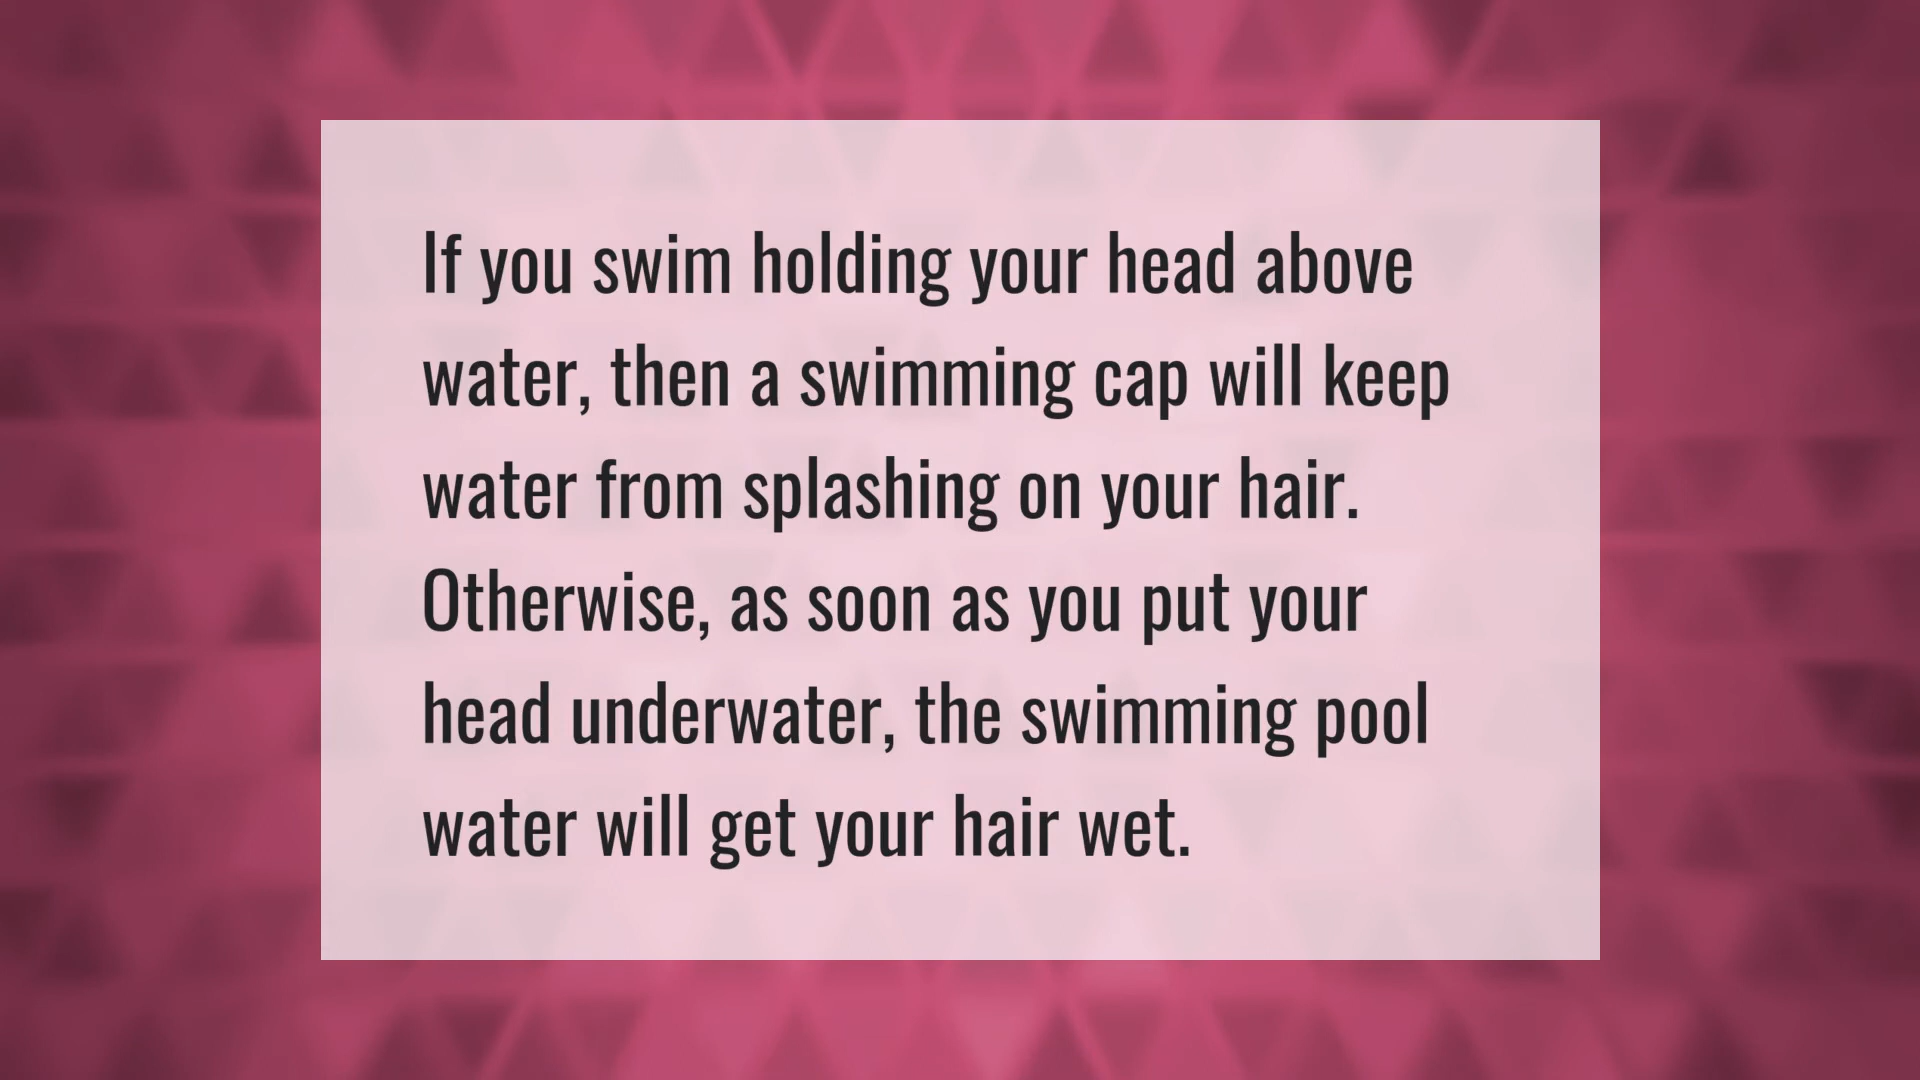 If you swim holding your head above
water, then a swimming cap will keep
water from splashing on your hair.
Otherwise, as soon as you put your
head underwater, the swimming pool
water will get your hair wet.